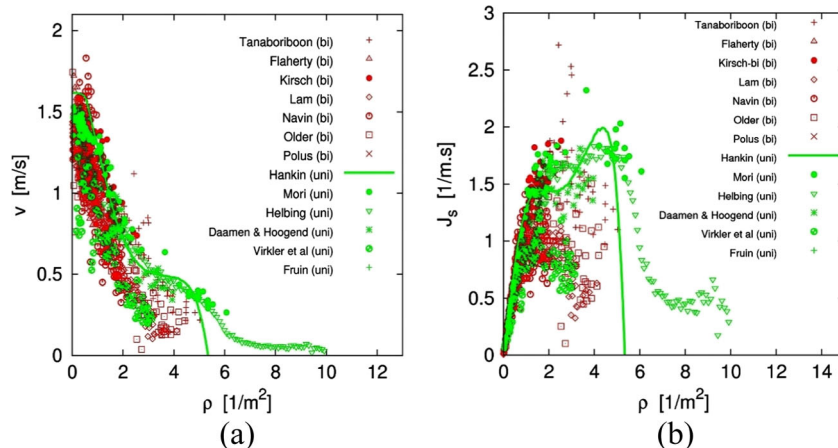 2
1.5
1
0.5
0
v [m/s]
0 2 4 6 8 10 12
ρ [1/m²]
Tanaboriboon (bi)
Flaherty (bi)
Kirsch (bi)
Lam (bi)
Navin (bi)
Older (bi)
Polus (bi)
Hankin (uni)
Mori (uni)
Helbing (uni)
Daamen & Hoogend (uni)
Virkler et al (uni)
Fruin (uni)
(a)
3
2.5
2
1.5
1
0.5
0
Js [1/m.s]
0 2 4 6 8 10 12 14
ρ [1/m²]
Tanaboriboon (bi)
Flaherty (bi)
Kirsch-bi (bi)
Lam (bi)
Navin (bi)
Older (bi)
Polus (bi)
Hankin (uni)
Mori (uni)
Helbing (uni)
Daamen & Hoogend (uni)
Virkler et al (uni)
Fruin (uni)
(b)